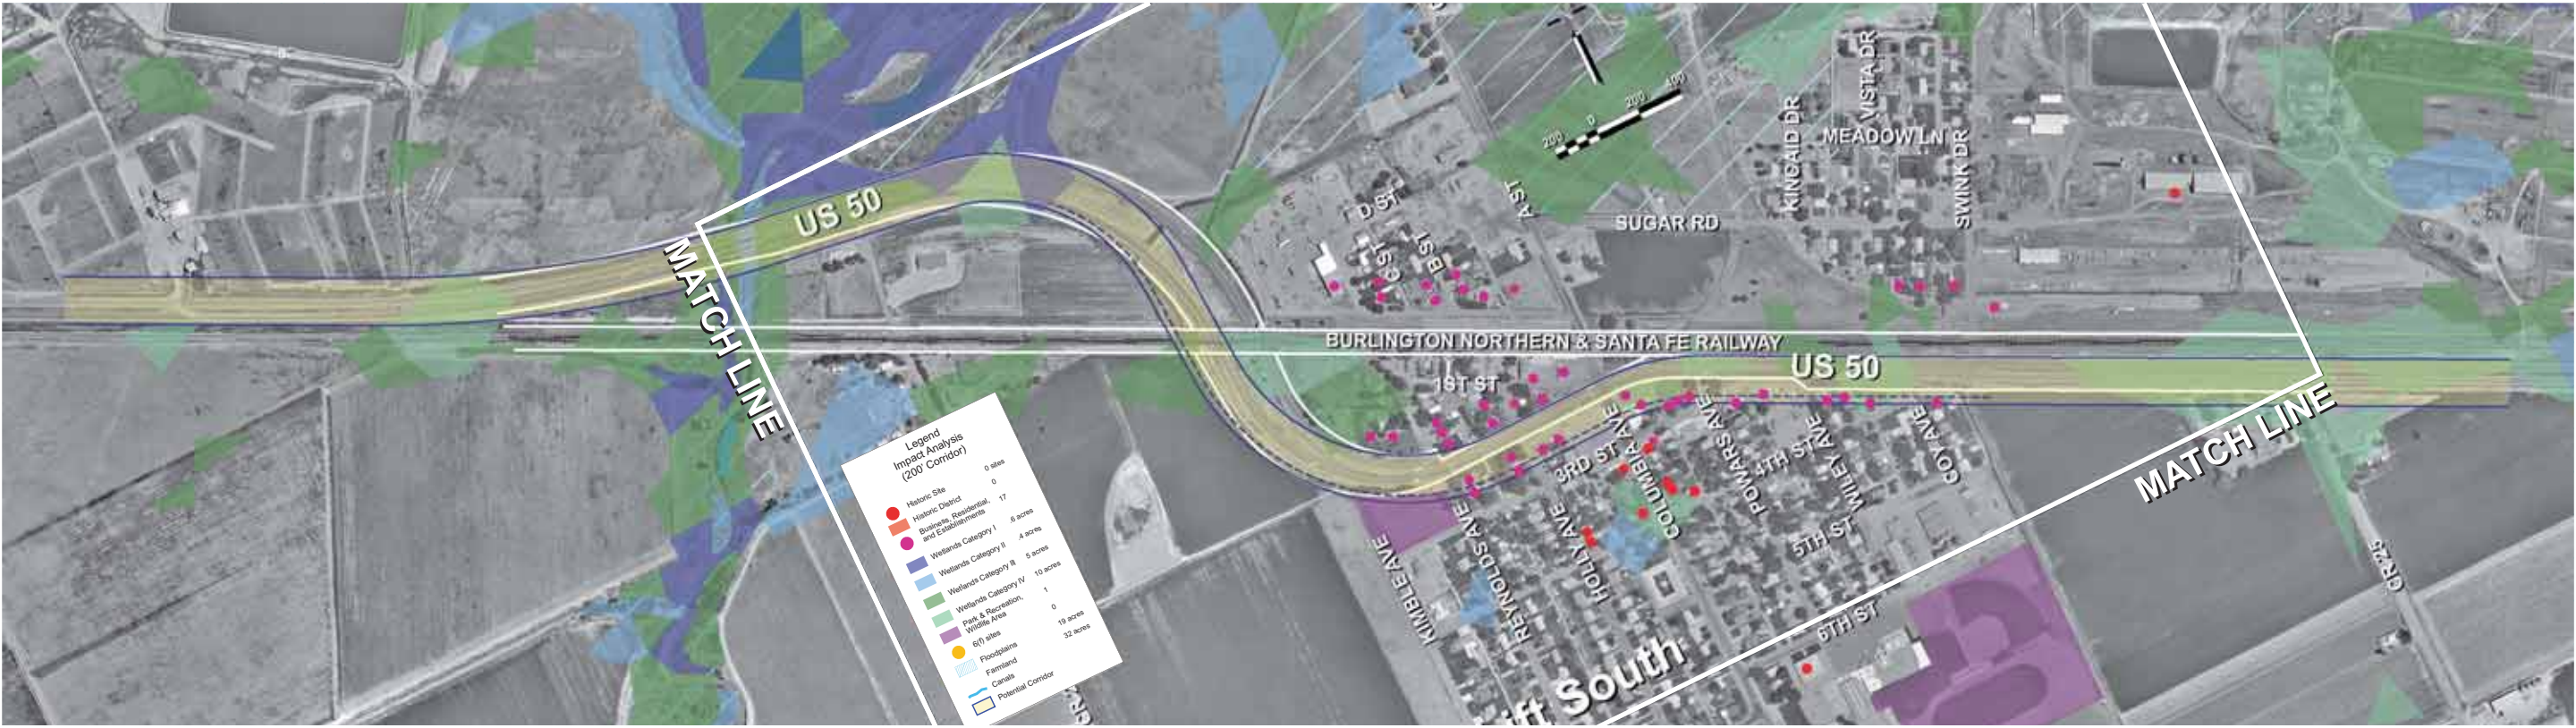 US 50
MATCH LINE
D ST
C ST
B ST
A ST
200 0 200 400
SUGAR RD
KINCAID DR
VISTA DR
MEADOW LN
SWINK DR
BURLINGTON NORTHERN & SANTA FE RAILWAY
1ST ST
US 50
3RD ST
COLUMBIA AVE
COLUMBIA
POWARS AVE
4TH ST
WILEY AVE
COY AVE
5TH ST
6TH ST
KIMBLE AVE
REYNOLDS AVE
HOLLY AVE
MATCH LINE
CR 25
ift South
Legend
Impact Analysis
(200' Corridor)
Historic Site 0 sites
Historic District 0
Business, Residential, 17
and Establishments
Wetlands Category I .6 acres
Wetlands Category II .4 acres
Wetlands Category III 5 acres
Wetlands Category IV 10 acres
Park & Recreation, 1
Wildlife Area
6(f) sites 0
Floodplains 19 acres
Farmland 32 acres
Canals
Potential Corridor